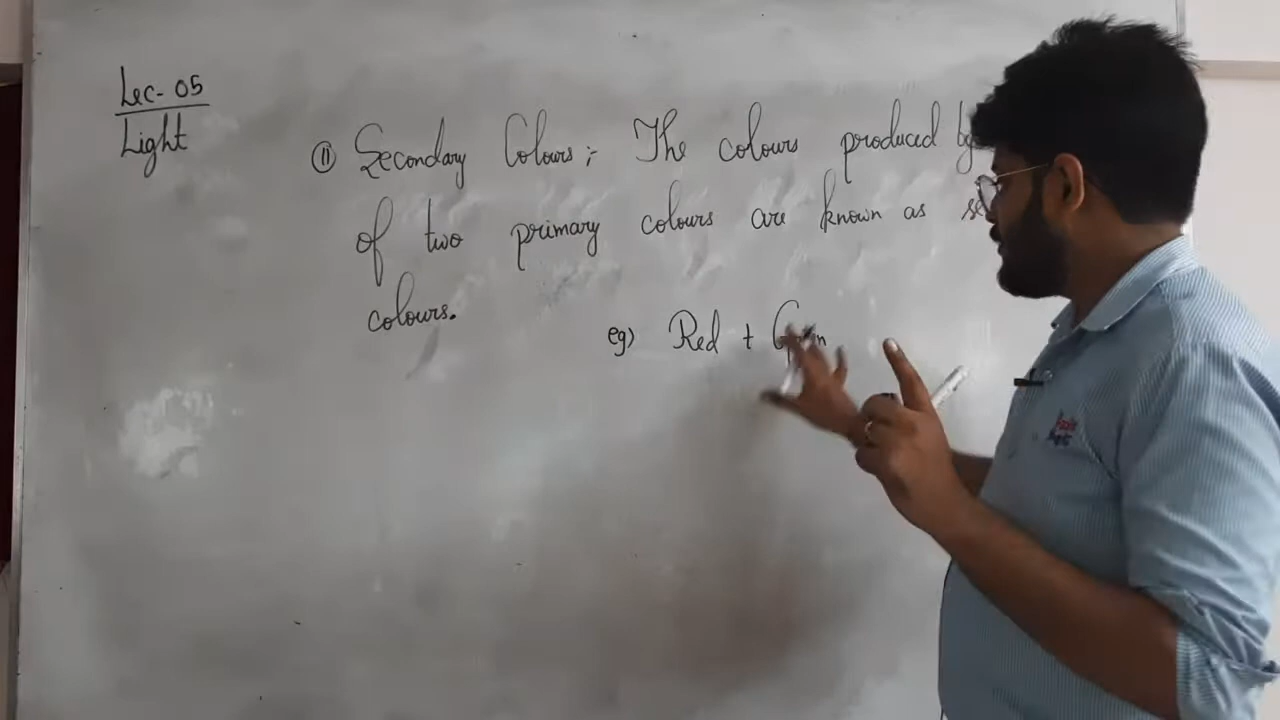 Lec-05
Light
(ii) Secondary Colours :- The colours produced by
of two primary colours are known as se
colours.
eg) Red + Green